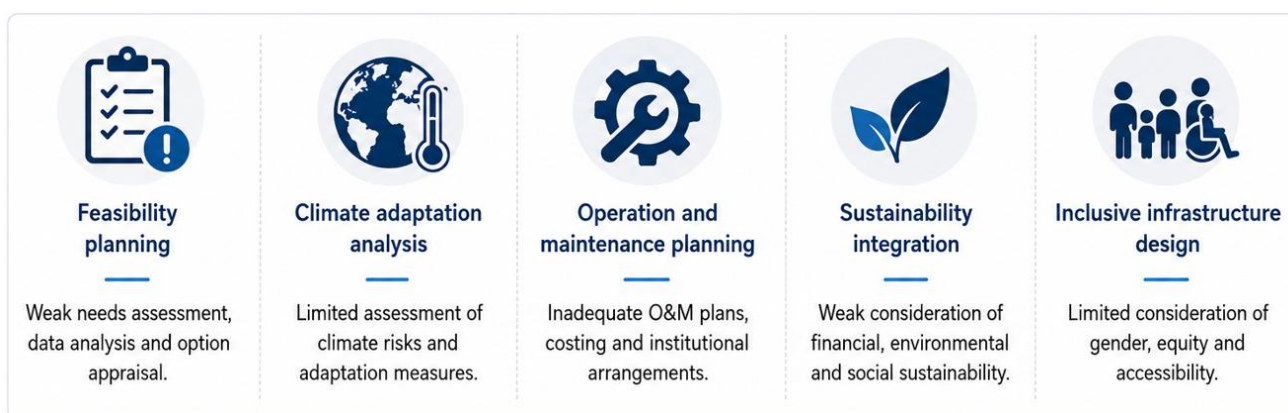 Feasibility
planning
Weak needs assessment,
data analysis and option
appraisal.
Climate adaptation
analysis
Limited assessment of
climate risks and
adaptation measures.
Operation and
maintenance planning
Inadequate O&M plans,
costing and institutional
arrangements.
Sustainability
integration
Weak consideration of
financial, environmental
and social sustainability.
Inclusive infrastructure
design
Limited consideration of
gender, equity and
accessibility.